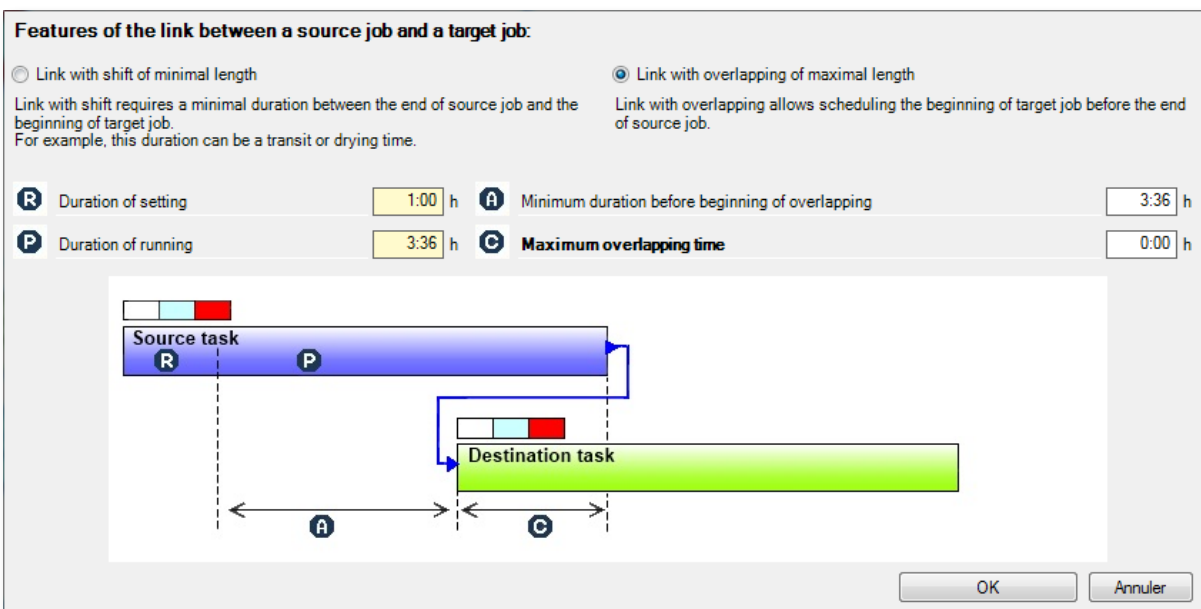 Features of the link between a source job and a target job:
Link with shift of minimal length
Link with overlapping of maximal length
Link with shift requires a minimal duration between the end of source job and the
beginning of target job.
For example, this duration can be a transit or drying time.
Link with overlapping allows scheduling the beginning of target job before the end
of source job.
R Duration of setting 1:00 h
A Minimum duration before beginning of overlapping 3:36 h
P Duration of running 3:36 h
C Maximum overlapping time 0:00 h
Source task
R P
Destination task
A C
OK Annuler